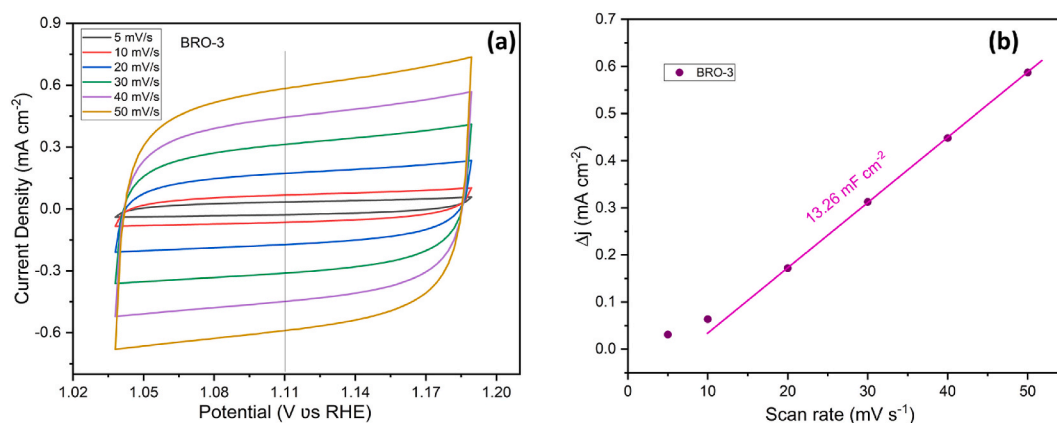 (a)
BRO-3
5 mV/s
10 mV/s
20 mV/s
30 mV/s
40 mV/s
50 mV/s
0.9
0.6
0.3
0.0
-0.3
-0.6
Current Density (mA cm⁻²)
1.02
1.05
1.08
1.11
1.14
1.17
1.20
Potential (V ʋs RHE)
(b)
BRO-3
13.26 mF cm⁻²
0.7
0.6
0.5
0.4
0.3
0.2
0.1
0.0
Δj (mA cm⁻²)
0
10
20
30
40
50
Scan rate (mV s⁻¹)